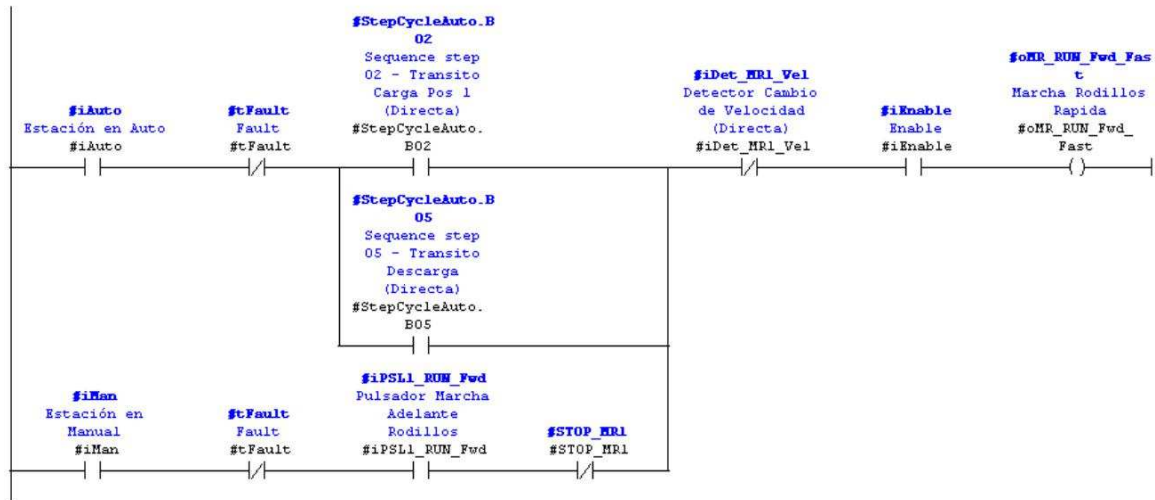 #StepCycleAuto.B
02
Sequence step
02 - Transito
Carga Pos 1
(Directa)
#StepCycleAuto.
B02
#iAuto
Estación en Auto
#iAuto
#tFault
Fault
#tFault
#iDet_MR1_Vel
Detector Cambio
de Velocidad
(Directa)
#iDet_MR1_Vel
#iEnable
Enable
#iEnable
#oMR_RUN_Fwd_Fas
t
Marcha Rodillos
Rapida
#oMR_RUN_Fwd_
Fast
#StepCycleAuto.B
05
Sequence step
05 - Transito
Descarga
(Directa)
#StepCycleAuto.
B05
#iMan
Estación en
Manual
#iMan
#tFault
Fault
#tFault
#iPSL1_RUN_Fwd
Pulsador Marcha
Adelante
Rodillos
#iPSL1_RUN_Fwd
#STOP_MR1
#STOP_MR1